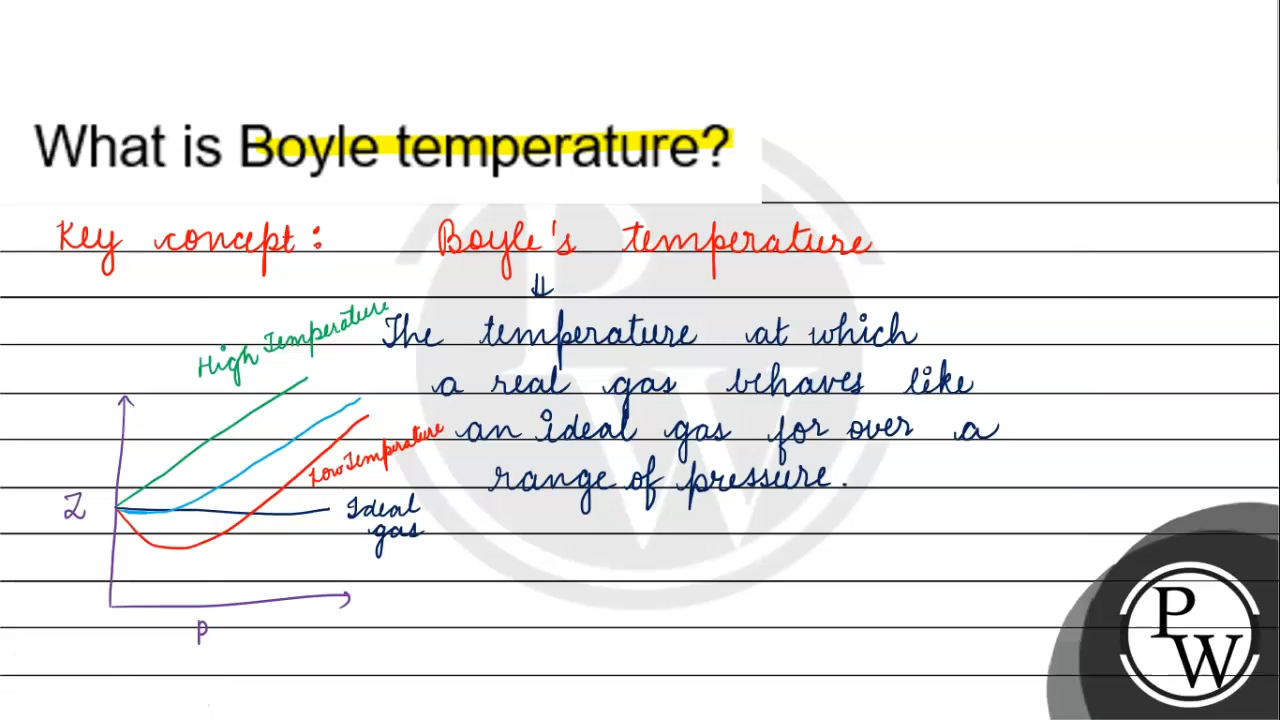 What is Boyle temperature?
Key concept: Boyle's temperature
⇓
The temperature at which
a real gas behaves like
an ideal gas for over a
range of pressure.
High Temperature
Low Temperature
Z
Ideal
gas
P
P
W
P
W